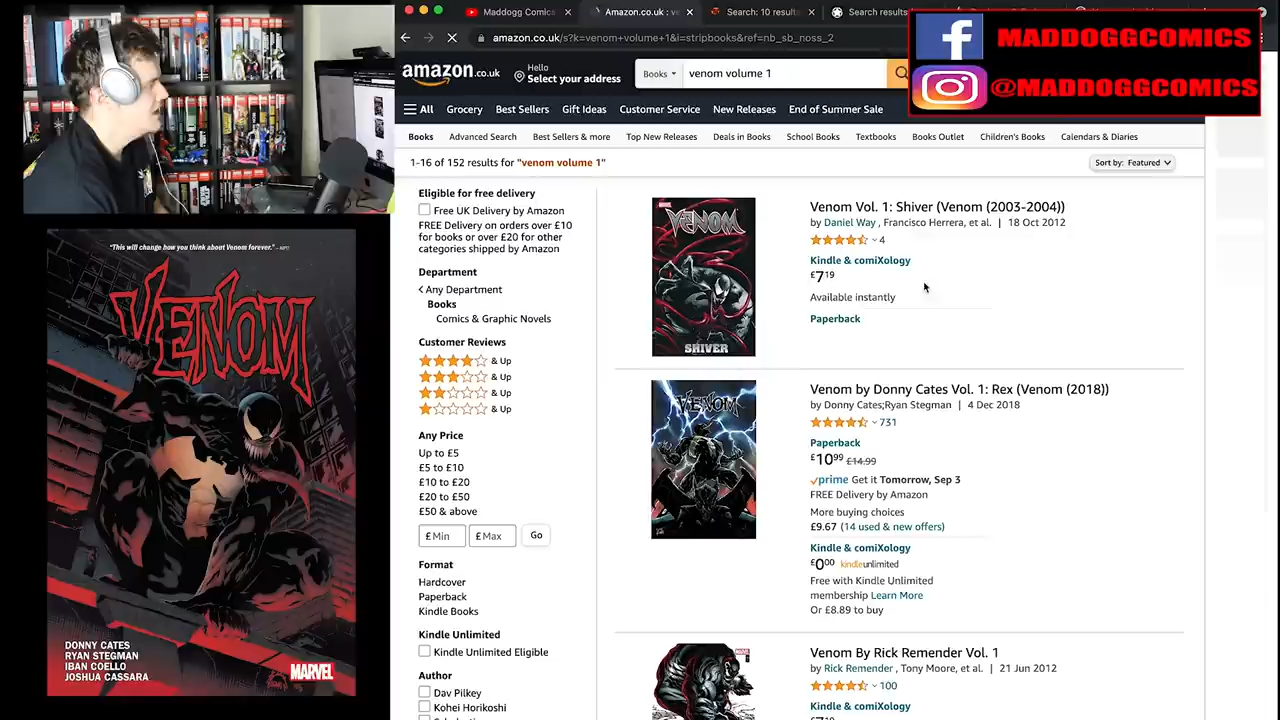 "This will change how you think about Venom forever." —
VENOM
DONNY CATES
RYAN STEGMAN
IBAN COELLO
JOSHUA CASSARA
MARVEL
Maddogg Comics
Amazon.co.uk : ve
Search: 10 result
Search results
amazon.co.uk/s?k=venom+volume+1&i=stripbooks&ref=nb_sb_noss_2
MADDOGGCOMICS
@MADDOGGCOMICS
amazon.co.uk
Hello
Select your address
Books
venom volume 1
All
Grocery
Best Sellers
Gift Ideas
Customer Service
New Releases
End of Summer Sale
Books
Advanced Search
Best Sellers & more
Top New Releases
Deals in Books
School Books
Textbooks
Books Outlet
Children's Books
Calendars & Diaries
1-16 of 152 results for "venom volume 1"
Sort by: Featured
Eligible for free delivery
Free UK Delivery by Amazon
FREE Delivery on orders over £10
for books or over £20 for other
categories shipped by Amazon
Department
Any Department
Books
Comics & Graphic Novels
Customer Reviews
& Up
& Up
& Up
& Up
Any Price
Up to £5
£5 to £10
£10 to £20
£20 to £50
£50 & above
£ Min
£ Max
Go
Format
Hardcover
Paperback
Kindle Books
Kindle Unlimited
Kindle Unlimited Eligible
Author
Dav Pilkey
Kohei Horikoshi
VENOM
SHIVER
Venom Vol. 1: Shiver (Venom (2003-2004))
by Daniel Way , Francisco Herrera, et al. | 18 Oct 2012
4
Kindle & comiXology
£7 19
Available instantly
Paperback
VENOM
Venom by Donny Cates Vol. 1: Rex (Venom (2018))
by Donny Cates;Ryan Stegman | 4 Dec 2018
731
Paperback
£10 99 £14.99
prime Get it Tomorrow, Sep 3
FREE Delivery by Amazon
More buying choices
£9.67 (14 used & new offers)
Kindle & comiXology
£0 00 kindleunlimited
Free with Kindle Unlimited
membership Learn More
Or £8.89 to buy
Venom By Rick Remender Vol. 1
by Rick Remender , Tony Moore, et al. | 21 Jun 2012
100
Kindle & comiXology